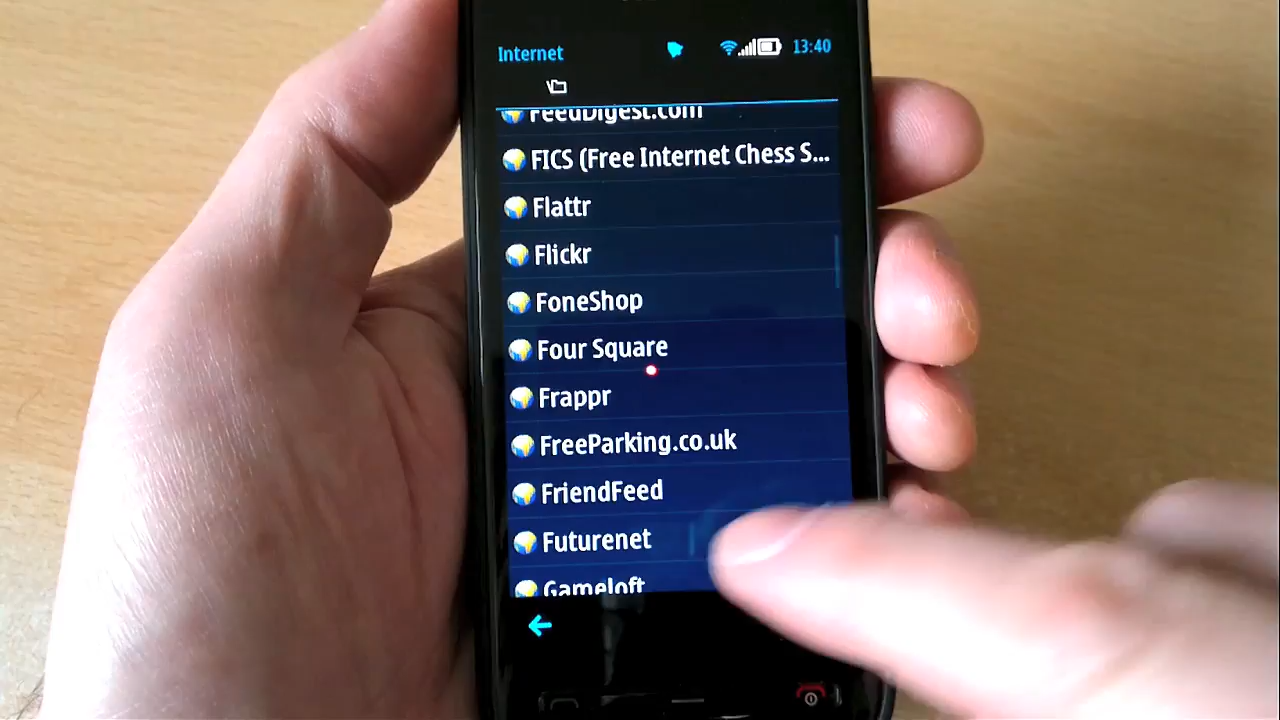 Internet
13:40
FeedDigest.com
FICS (Free Internet Chess S...
Flattr
Flickr
FoneShop
Four Square
Frappr
FreeParking.co.uk
FriendFeed
Futurenet
Gameloft